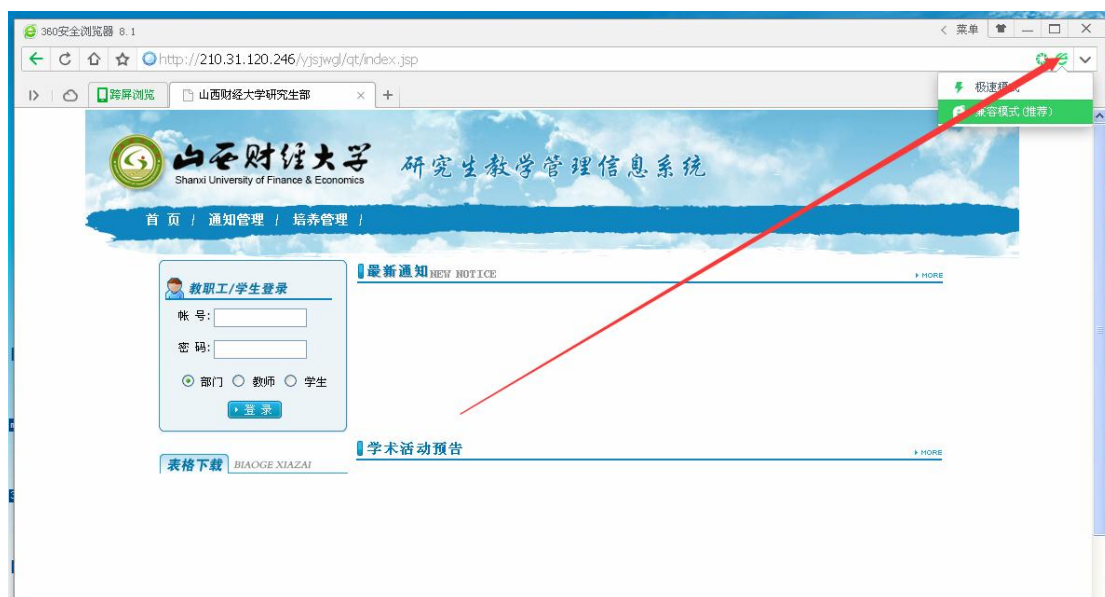 360安全浏览器 8.1
菜单
http://210.31.120.246/yjsjwgl/qt/index.jsp
跨屏浏览
山西财经大学研究生部
极速模式
兼容模式(推荐)
山西财经大学
Shanxi University of Finance & Economics
研究生教学管理信息系统
首 页 / 通知管理 / 培养管理 /
最新通知 NEW NOTICE
MORE
教职工/学生登录
帐 号:
密 码:
部门 教师 学生
登 录
学术活动预告
MORE
表格下载 BIAOGE XIAZAI